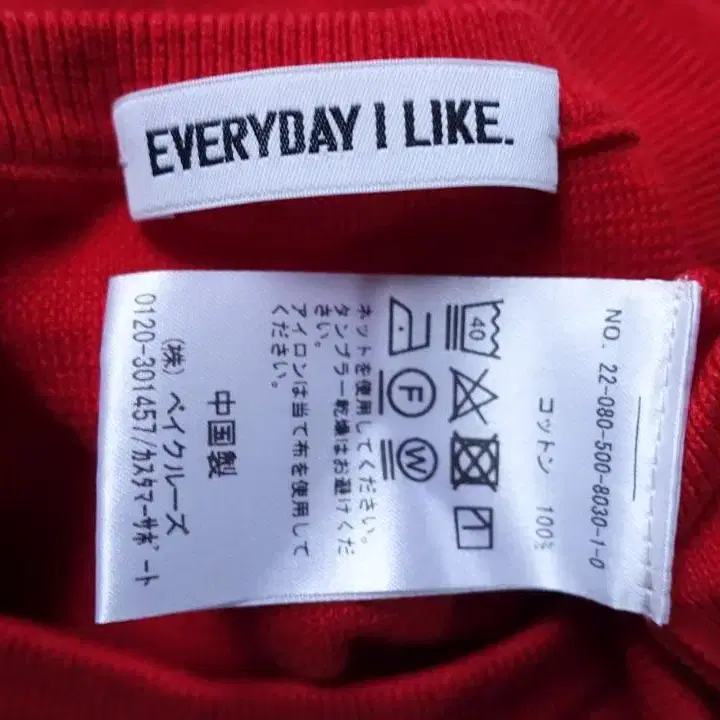 EVERYDAY I LIKE.
NO. 22-080-500-8030-1-0
コットン 100%
40
F
W
ネットを使用してください。
タンブラー乾燥はお避けくだ
さい。
アイロンは当て布を使用して
ください。
中国製
(株) ベイクルーズ
0120-301457/カスタマーサポート